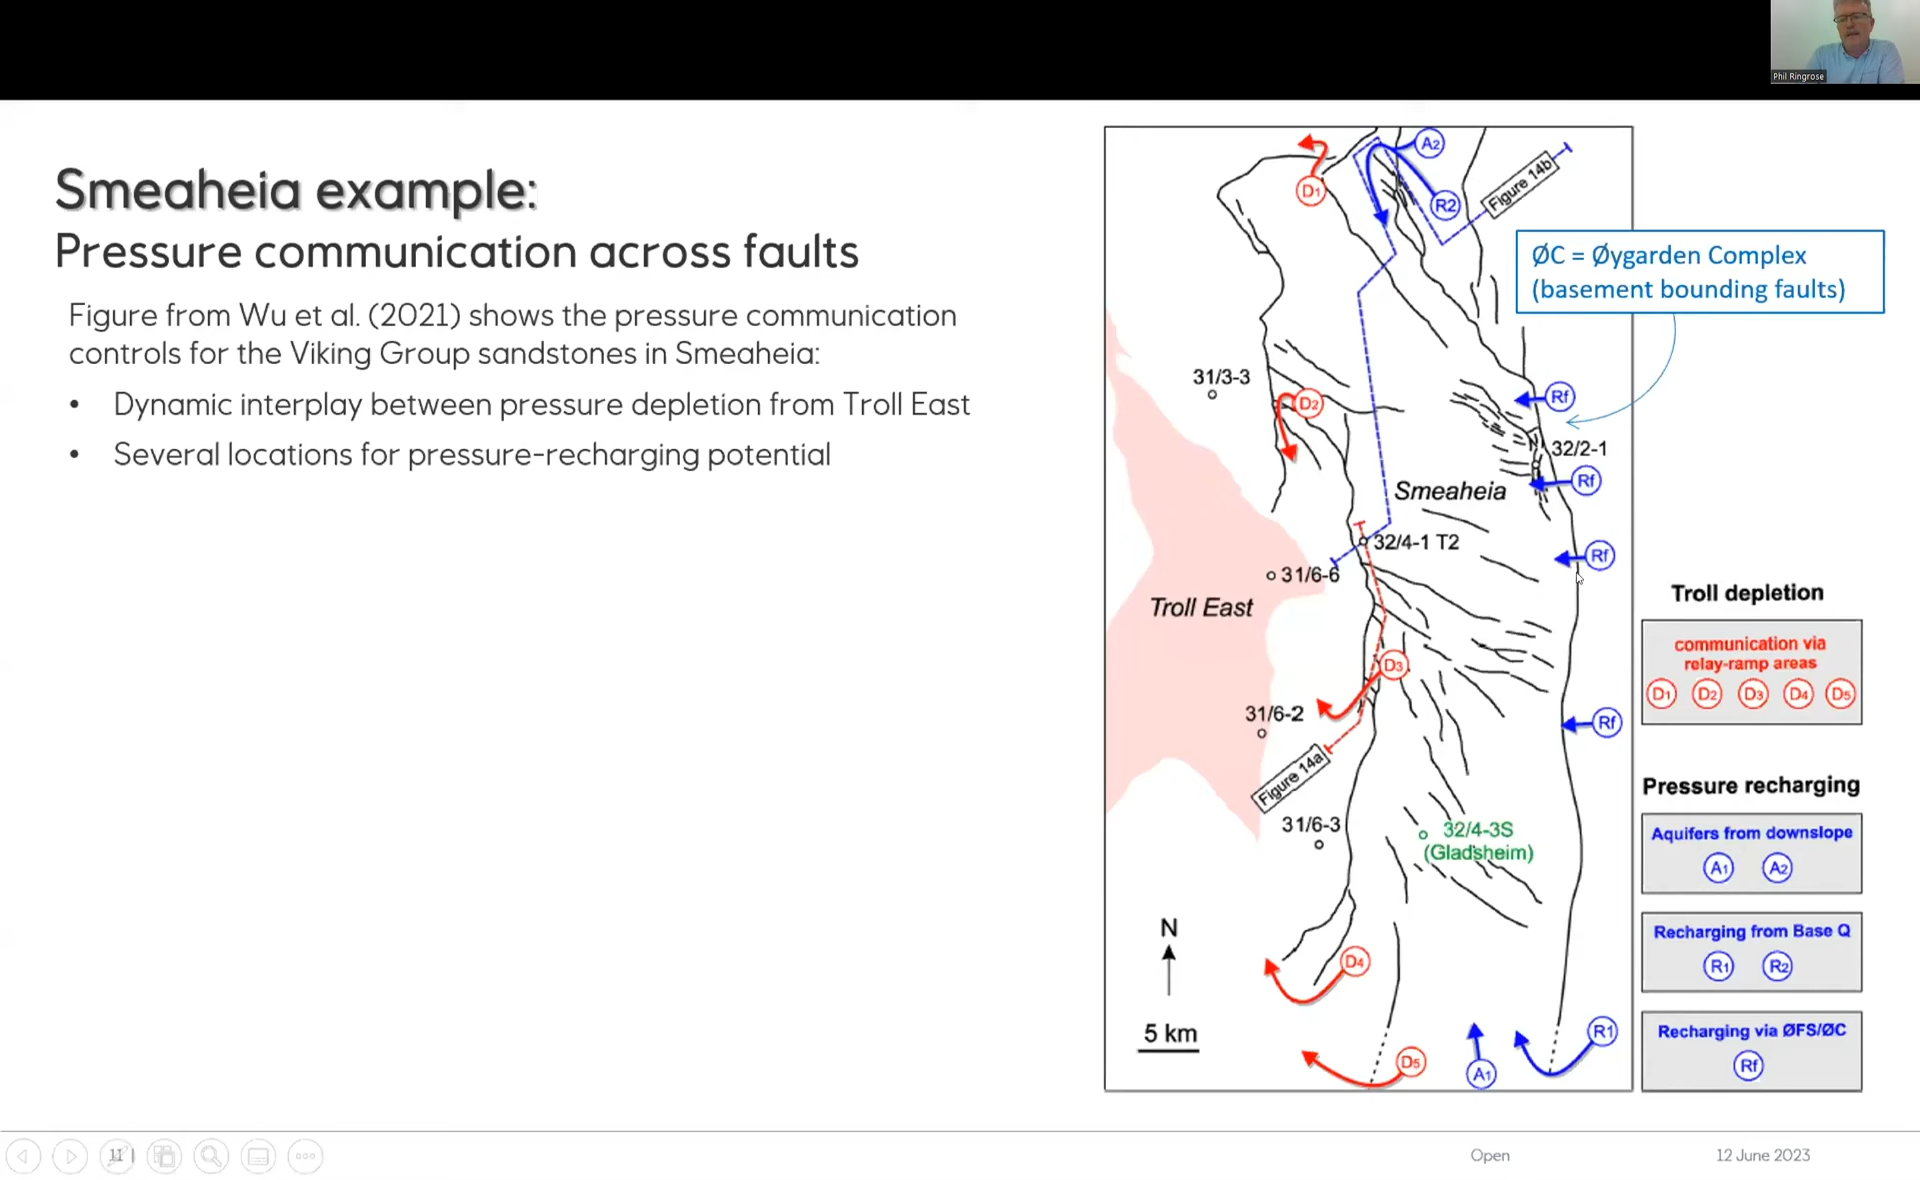 Phil Ringrose
Smeaheia example:
Pressure communication across faults
Figure from Wu et al. (2021) shows the pressure communication
controls for the Viking Group sandstones in Smeaheia:
• Dynamic interplay between pressure depletion from Troll East
• Several locations for pressure-recharging potential
A2
D1
R2
Figure 14b
ØC = Øygarden Complex
(basement bounding faults)
31/3-3
D2
Rf
32/2-1
Rf
Smeaheia
32/4-1 T2
Rf
31/6-6
Troll East
D3
31/6-2
Rf
Figure 14a
31/6-3
32/4-3S
(Gladsheim)
N
5 km
D4
D5
A1
R1
Troll depletion
communication via
relay-ramp areas
D1 D2 D3 D4 D5
Pressure recharging
Aquifers from downslope
A1 A2
Recharging from Base Q
R1 R2
Recharging via ØFS/ØC
Rf
11
Open
12 June 2023